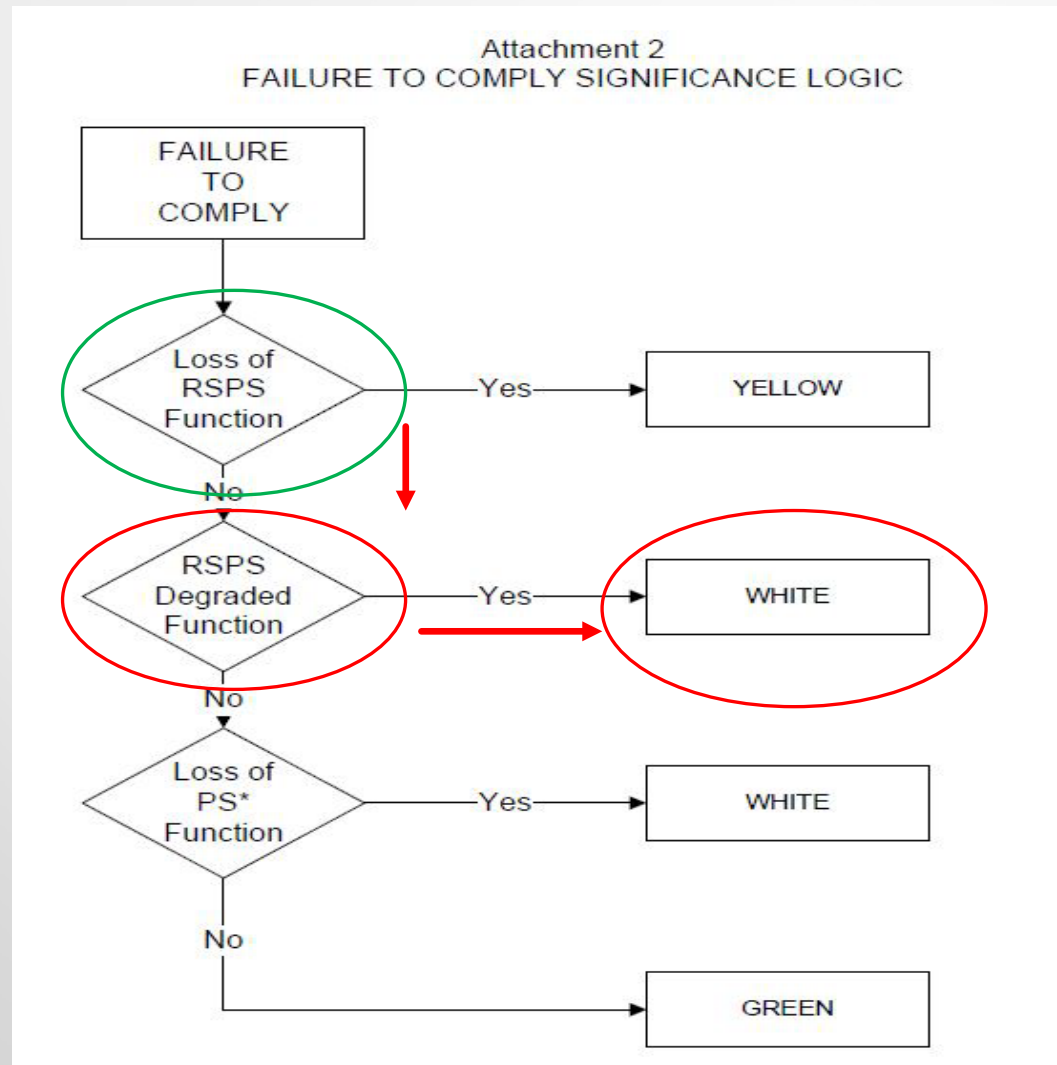 Attachment 2
FAILURE TO COMPLY SIGNIFICANCE LOGIC
FAILURE
TO
COMPLY
Loss of
RSPS
Function
Yes
YELLOW
No
RSPS
Degraded
Function
Yes
WHITE
No
Loss of
PS*
Function
Yes
WHITE
No
GREEN